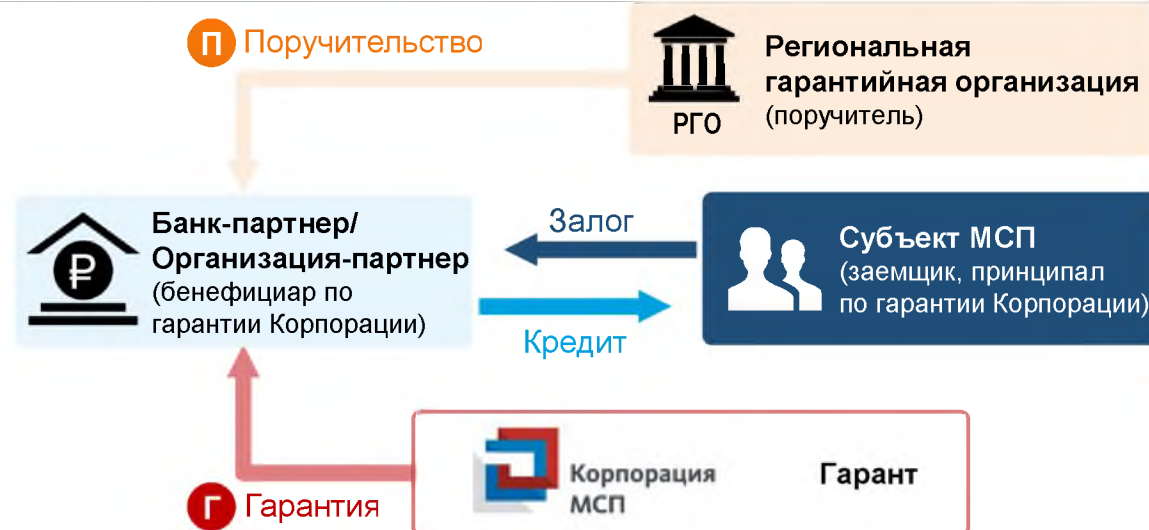 П Поручительство
Региональная
гарантийная организация
(поручитель)
РГО
Банк-партнер/
Организация-партнер
(бенефициар по
гарантии Корпорации)
₽
Залог
Кредит
Субъект МСП
(заемщик, принципал
по гарантии Корпорации)
Г Гарантия
Корпорация
МСП
Гарант